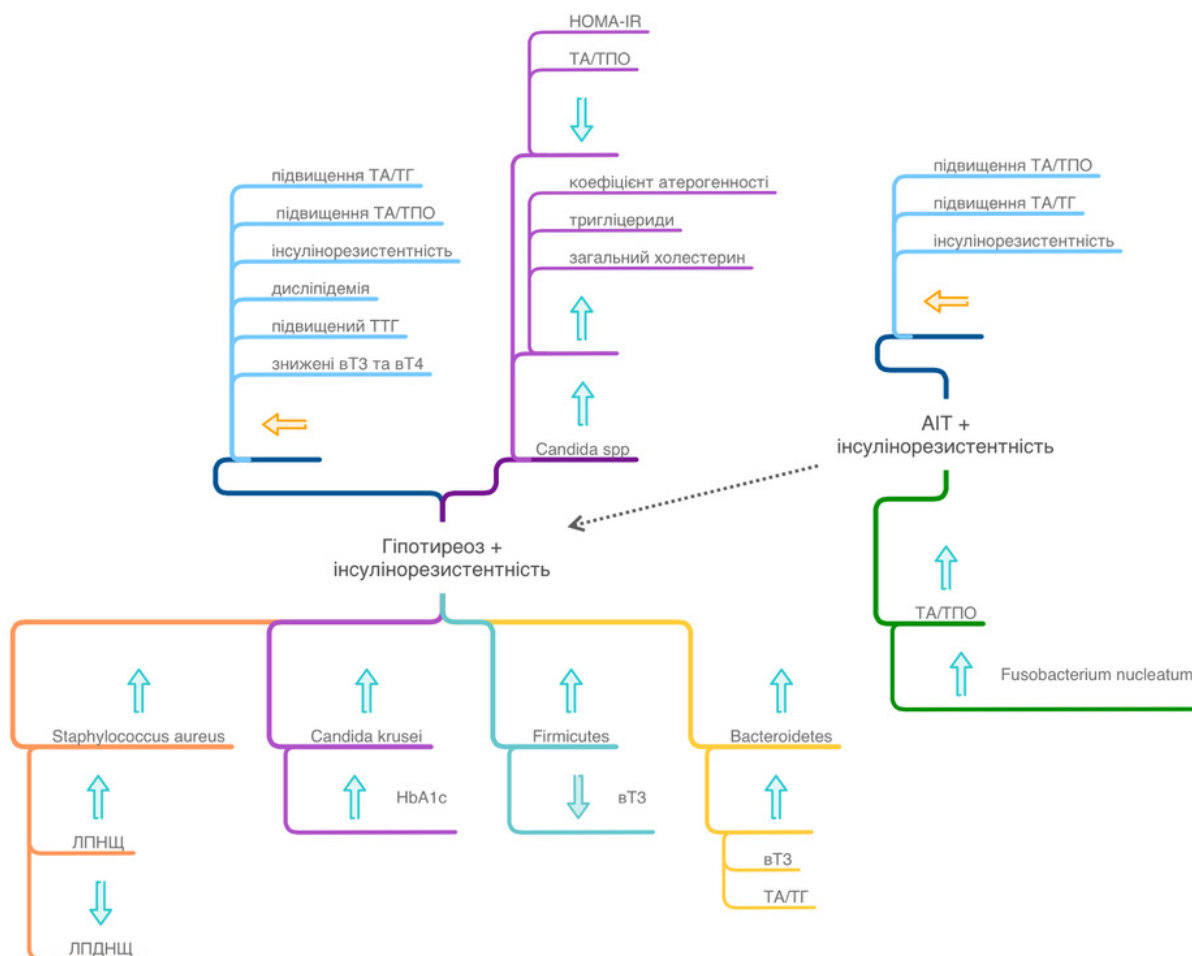 HOMA-IR
ТА/ТПО
підвищення ТА/ТГ
підвищення ТА/ТПО
інсулінорезистентність
дисліпідемія
підвищений ТТГ
знижені вТ3 та вТ4
коефіцієнт атерогенності
тригліцериди
загальний холестерин
Candida spp
підвищення ТА/ТПО
підвищення ТА/ТГ
інсулінорезистентність
АІТ +
інсулінорезистентність
Гіпотиреоз +
інсулінорезистентність
ТА/ТПО
Fusobacterium nucleatum
Staphylococcus aureus
ЛПНЩ
ЛПДНЩ
Candida krusei
HbA1c
Firmicutes
вТ3
Bacteroidetes
вТ3
ТА/ТГ